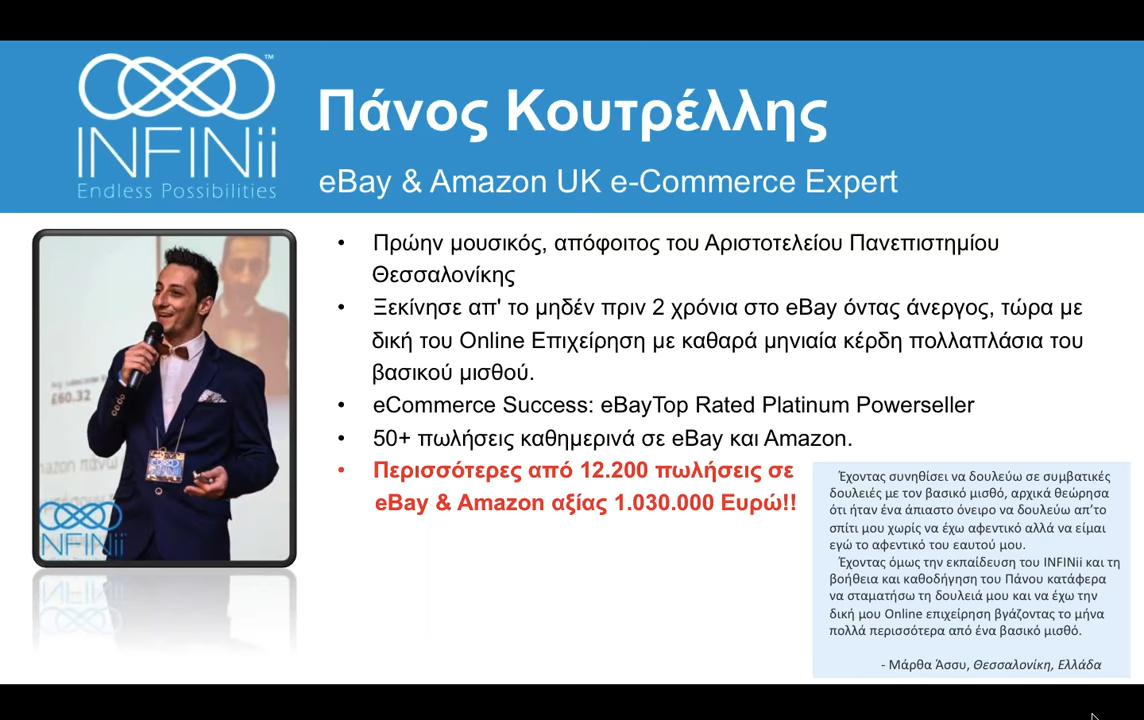 INFINii
™
Endless Possibilities
Πάνος Κουτρέλλης
eBay & Amazon UK e-Commerce Expert
• Πρώην μουσικός, απόφοιτος του Αριστοτελείου Πανεπιστημίου
Θεσσαλονίκης
• Ξεκίνησε απ' το μηδέν πριν 2 χρόνια στο eBay όντας άνεργος, τώρα με
δική του Online Επιχείρηση με καθαρά μηνιαία κέρδη πολλαπλάσια του
βασικού μισθού.
• eCommerce Success: eBayTop Rated Platinum Powerseller
• 50+ πωλήσεις καθημερινά σε eBay και Amazon.
• Περισσότερες από 12.200 πωλήσεις σε
eBay & Amazon αξίας 1.030.000 Ευρώ!!
£60.32
mazon πάνω
INFINii
Έχοντας συνηθίσει να δουλεύω σε συμβατικές
δουλειές με τον βασικό μισθό, αρχικά θεώρησα
ότι ήταν ένα άπιαστο όνειρο να δουλεύω απ’το
σπίτι μου χωρίς να έχω αφεντικό αλλά να είμαι
εγώ το αφεντικό του εαυτού μου.
Έχοντας όμως την εκπαίδευση του INFINii και τη
βοήθεια και καθοδήγηση του Πάνου κατάφερα
να σταματήσω τη δουλειά μου και να έχω την
δική μου Online επιχείρηση βγάζοντας το μήνα
πολλά περισσότερα από ένα βασικό μισθό.
- Μάρθα Άσσυ, Θεσσαλονίκη, Ελλάδα